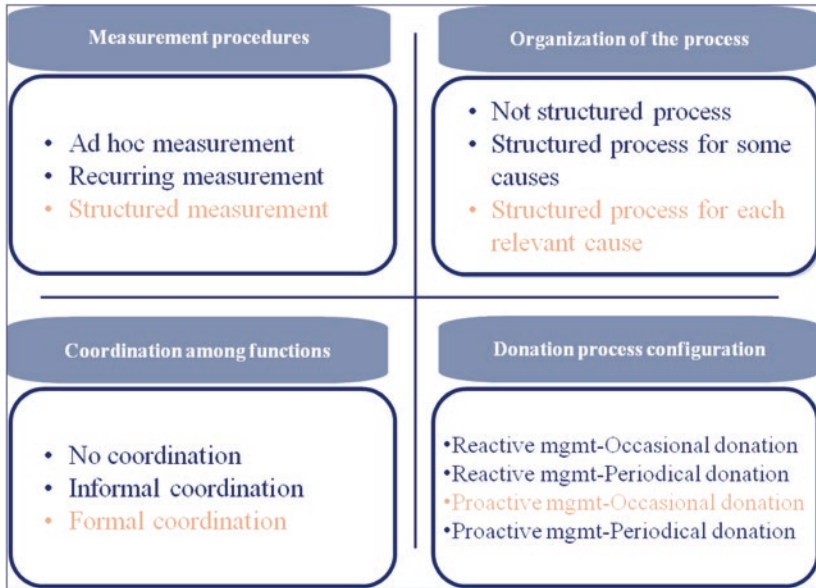 Measurement procedures
• Ad hoc measurement
• Recurring measurement
• Structured measurement
Organization of the process
• Not structured process
• Structured process for some
causes
• Structured process for each
relevant cause
Coordination among functions
• No coordination
• Informal coordination
• Formal coordination
Donation process configuration
•Reactive mgmt-Occasional donation
•Reactive mgmt-Periodical donation
•Proactive mgmt-Occasional donation
•Proactive mgmt-Periodical donation